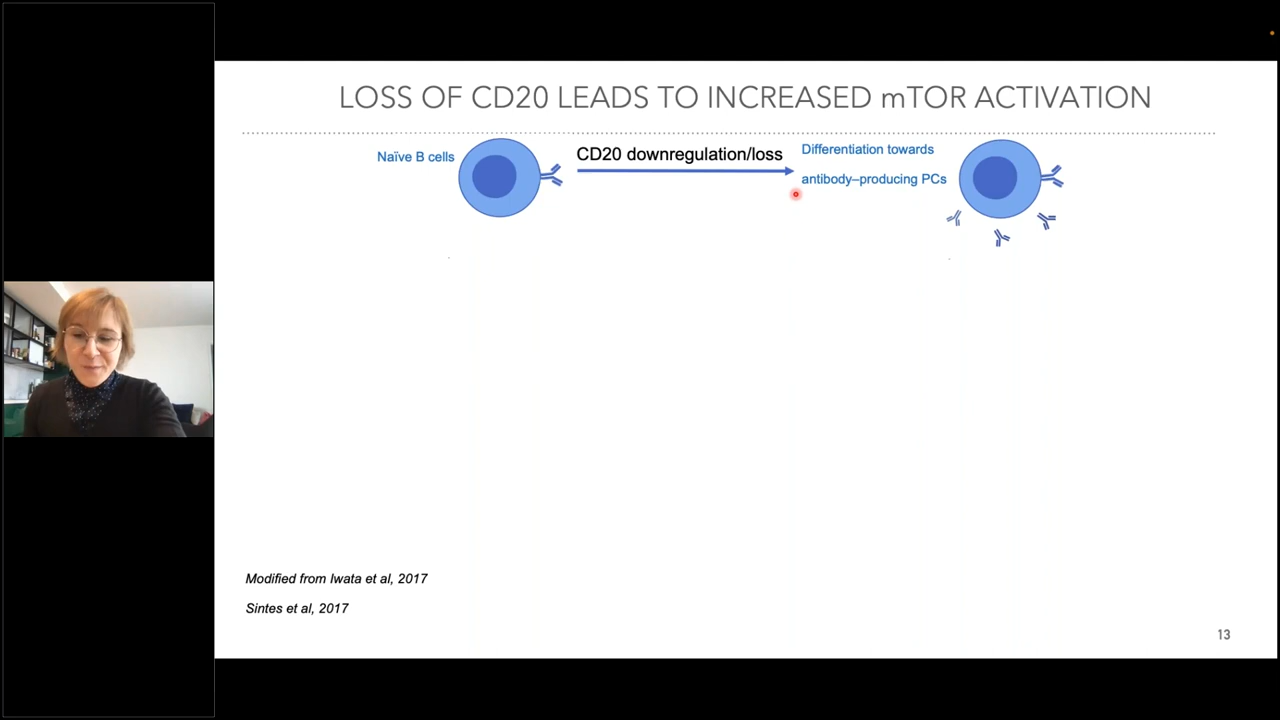 LOSS OF CD20 LEADS TO INCREASED mTOR ACTIVATION
Naïve B cells
CD20 downregulation/loss
Differentiation towards
antibody–producing PCs
Modified from Iwata et al, 2017
Sintes et al, 2017
13